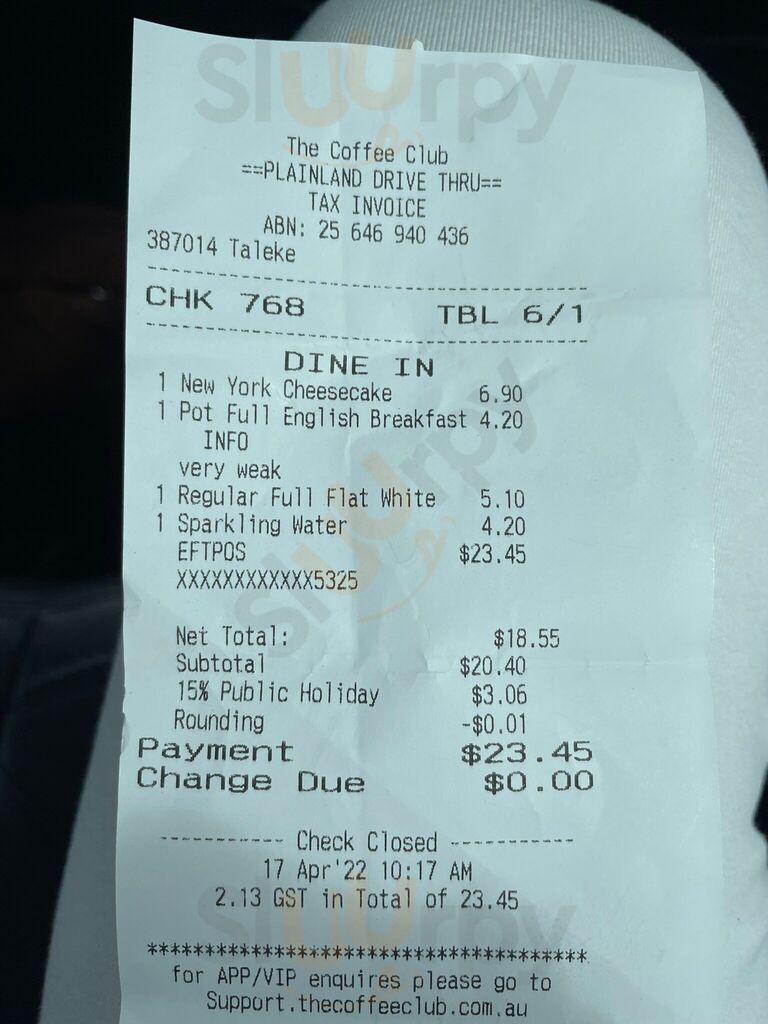 SluUrpy
The Coffee Club
==PLAINLAND DRIVE THRU==
TAX INVOICE
ABN: 25 646 940 436
387014 Taleke
------------------------------------------
CHK 768 TBL 6/1
------------------------------------------
DINE IN
1 New York Cheesecake 6.90
1 Pot Full English Breakfast 4.20
INFO
very weak
1 Regular Full Flat White 5.10
1 Sparkling Water 4.20
EFTPOS $23.45
XXXXXXXXXXXX5325
SluUrpy
Net Total: $18.55
Subtotal $20.40
15% Public Holiday $3.06
Rounding -$0.01
Payment $23.45
Change Due $0.00
----------- Check Closed -----------
17 Apr'22 10:17 AM
2.13 GST in Total of 23.45
SluUrpy
******************************************
for APP/VIP enquires please go to
Support.thecoffeeclub.com.au